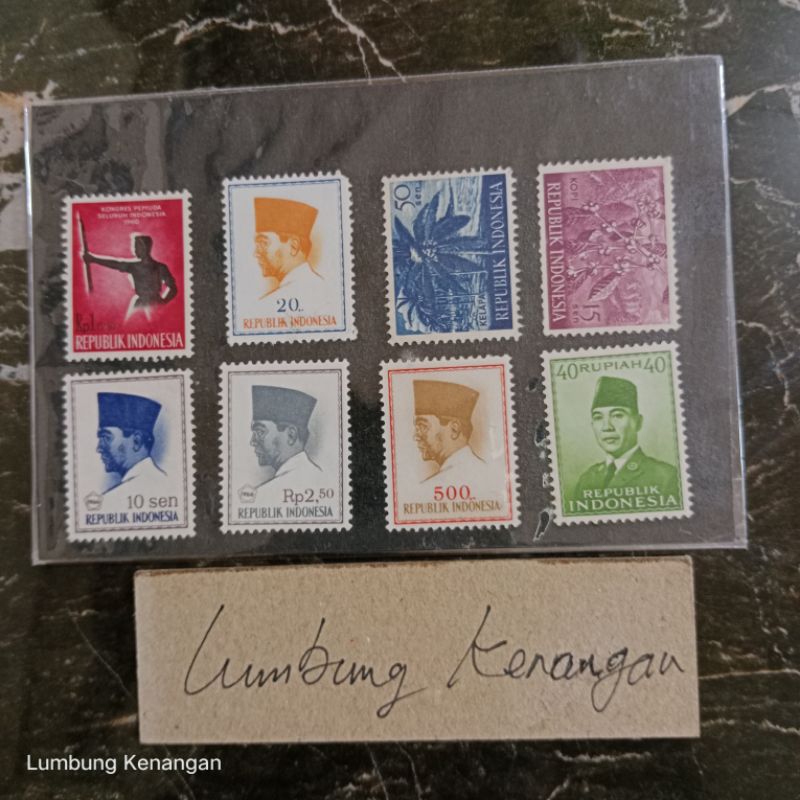 KONGRES PEMUDA
SELURUH INDONESIA
1960
REPUBLIK INDONESIA
20..
REPUBLIK INDONESIA
50 sen
KELAPA
REPUBLIK INDONESIA
KOPI
REPUBLIK INDONESIA
15 sen
10 sen
REPUBLIK INDONESIA
Rp2,50
REPUBLIK INDONESIA
500..
REPUBLIK INDONESIA
40 RUPIAH 40
REPUBLIK
INDONESIA
Lumbung Kenangan
Lumbung Kenangan